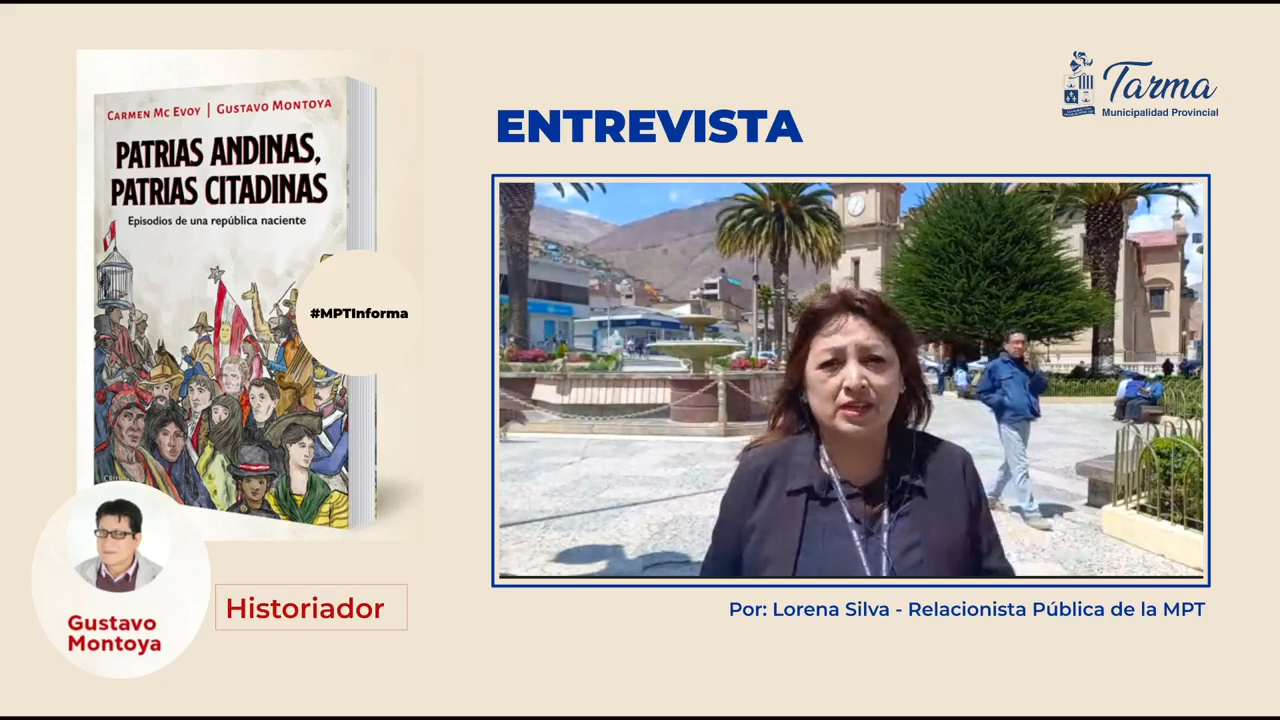 CARMEN MC EVOY | GUSTAVO MONTOYA
PATRIAS ANDINAS,
PATRIAS CITADINAS
Episodios de una república naciente
#MPTInforma
Gustavo
Montoya
Historiador
ENTREVISTA
Tarma
Municipalidad Provincial
Por: Lorena Silva - Relacionista Pública de la MPT